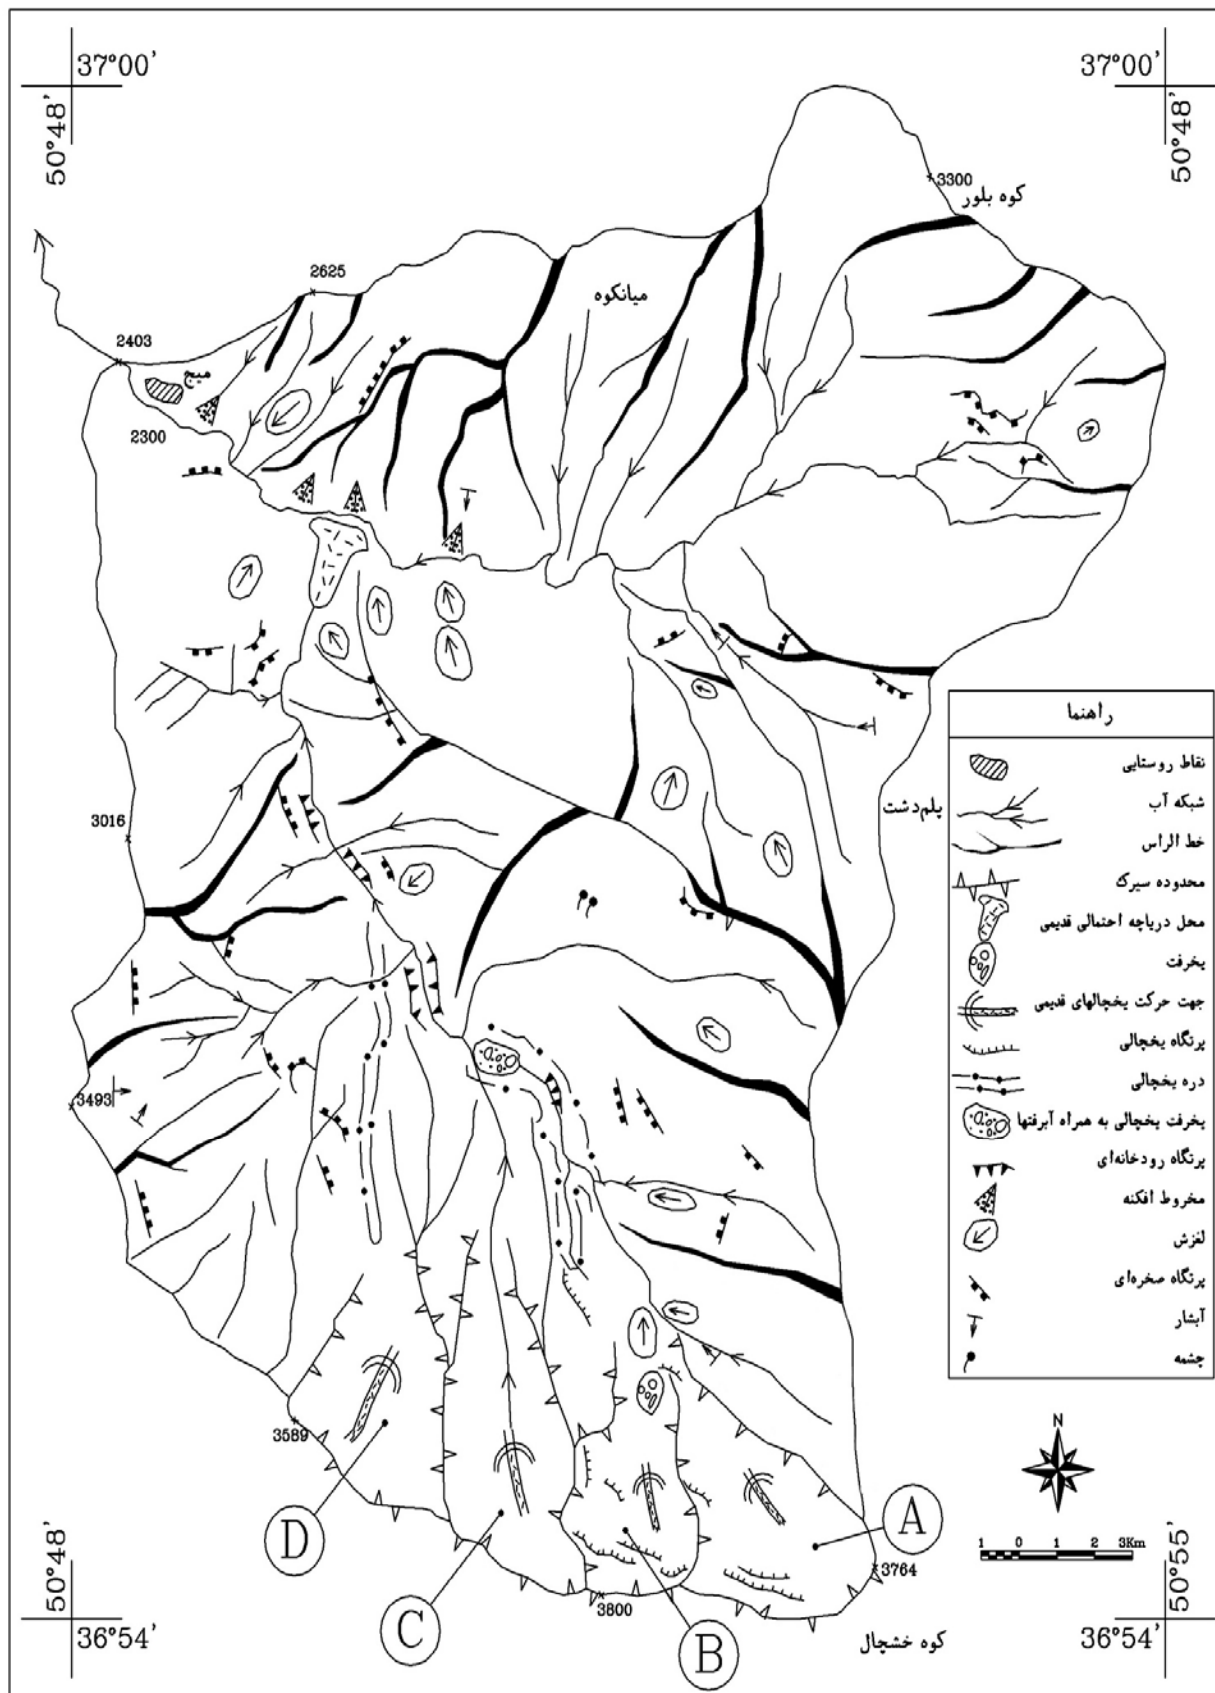 37°00'
37°00'
50°48'
50°48'
3300
کوه بلور
2625
میانکوه
2403
میج
2300
راهنما
نقاط روستایی
شبکه آب
خط الراس
محدوده سیرک
محل دریاچه احتمالی قدیمی
یخرفت
جهت حرکت یخچالهای قدیمی
پرتگاه یخچالی
دره یخچالی
یخرفت یخچالی به همراه آبرفتها
پرتگاه رودخانه‌ای
مخروط افکنه
لغزش
پرتگاه صخره‌ای
آبشار
چشمه
پلم‌دشت
3016
3493
3589
N
1 0 1 2 3Km
A
D
3764
3800
C
B
کوه خشچال
50°48'
50°55'
36°54'
36°54'